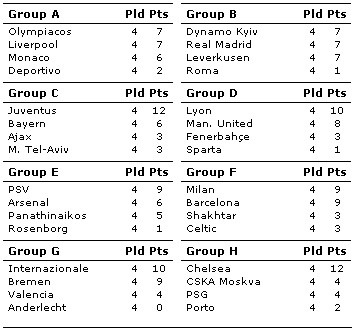 Group A Pld Pts
Olympiacos 4 7
Liverpool 4 7
Monaco 4 6
Deportivo 4 2
Group B Pld Pts
Dynamo Kyiv 4 7
Real Madrid 4 7
Leverkusen 4 7
Roma 4 1
Group C Pld Pts
Juventus 4 12
Bayern 4 6
Ajax 4 3
M. Tel-Aviv 4 3
Group D Pld Pts
Lyon 4 10
Man. United 4 8
Fenerbahçe 4 3
Sparta 4 1
Group E Pld Pts
PSV 4 9
Arsenal 4 6
Panathinaikos 4 5
Rosenborg 4 1
Group F Pld Pts
Milan 4 9
Barcelona 4 9
Shakhtar 4 3
Celtic 4 3
Group G Pld Pts
Internazionale 4 10
Bremen 4 9
Valencia 4 4
Anderlecht 4 0
Group H Pld Pts
Chelsea 4 12
CSKA Moskva 4 4
PSG 4 4
Porto 4 2